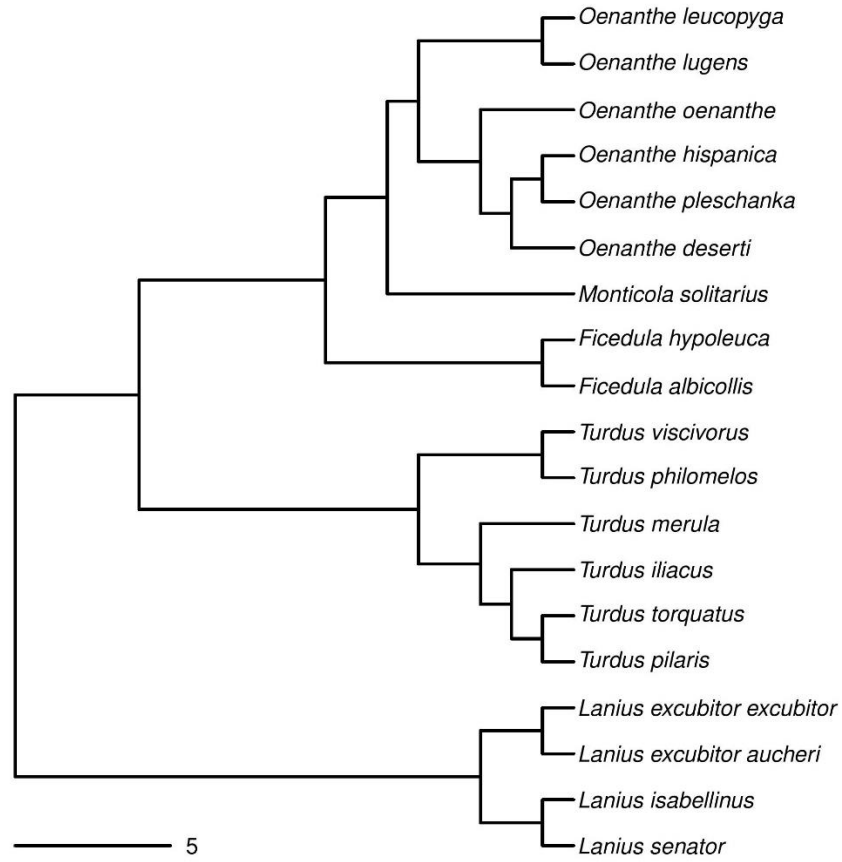 Oenanthe leucopyga
Oenanthe lugens
Oenanthe oenanthe
Oenanthe hispanica
Oenanthe pleschanka
Oenanthe deserti
Monticola solitarius
Ficedula hypoleuca
Ficedula albicollis
Turdus viscivorus
Turdus philomelos
Turdus merula
Turdus iliacus
Turdus torquatus
Turdus pilaris
Lanius excubitor excubitor
Lanius excubitor aucheri
Lanius isabellinus
Lanius senator
5